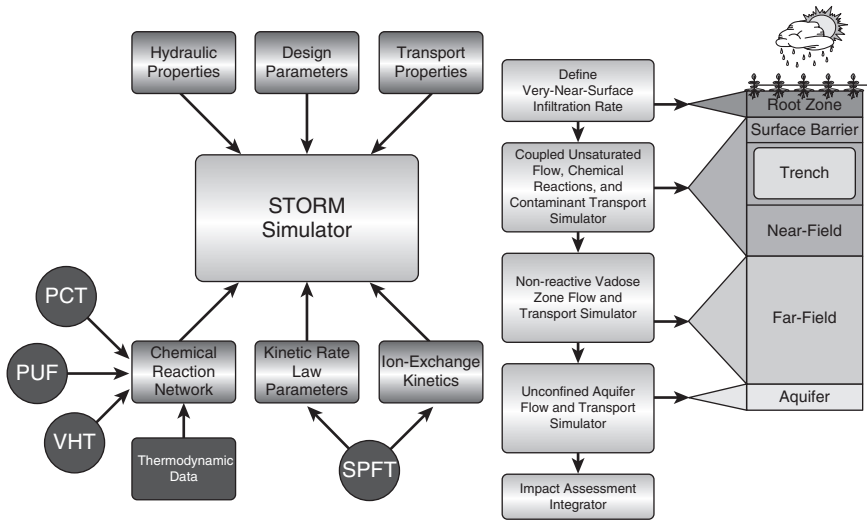 Hydraulic
Properties
Design
Parameters
Transport
Properties
STORM
Simulator
PCT
PUF
VHT
Chemical
Reaction
Network
Kinetic Rate
Law
Parameters
Ion-Exchange
Kinetics
Thermodynamic
Data
SPFT
Define
Very-Near-Surface
Infiltration Rate
Coupled Unsaturated
Flow, Chemical
Reactions, and
Contaminant Transport
Simulator
Non-reactive Vadose
Zone Flow and
Transport Simulator
Unconfined Aquifer
Flow and Transport
Simulator
Impact Assessment
Integrator
Root Zone
Surface Barrier
Trench
Near-Field
Far-Field
Aquifer